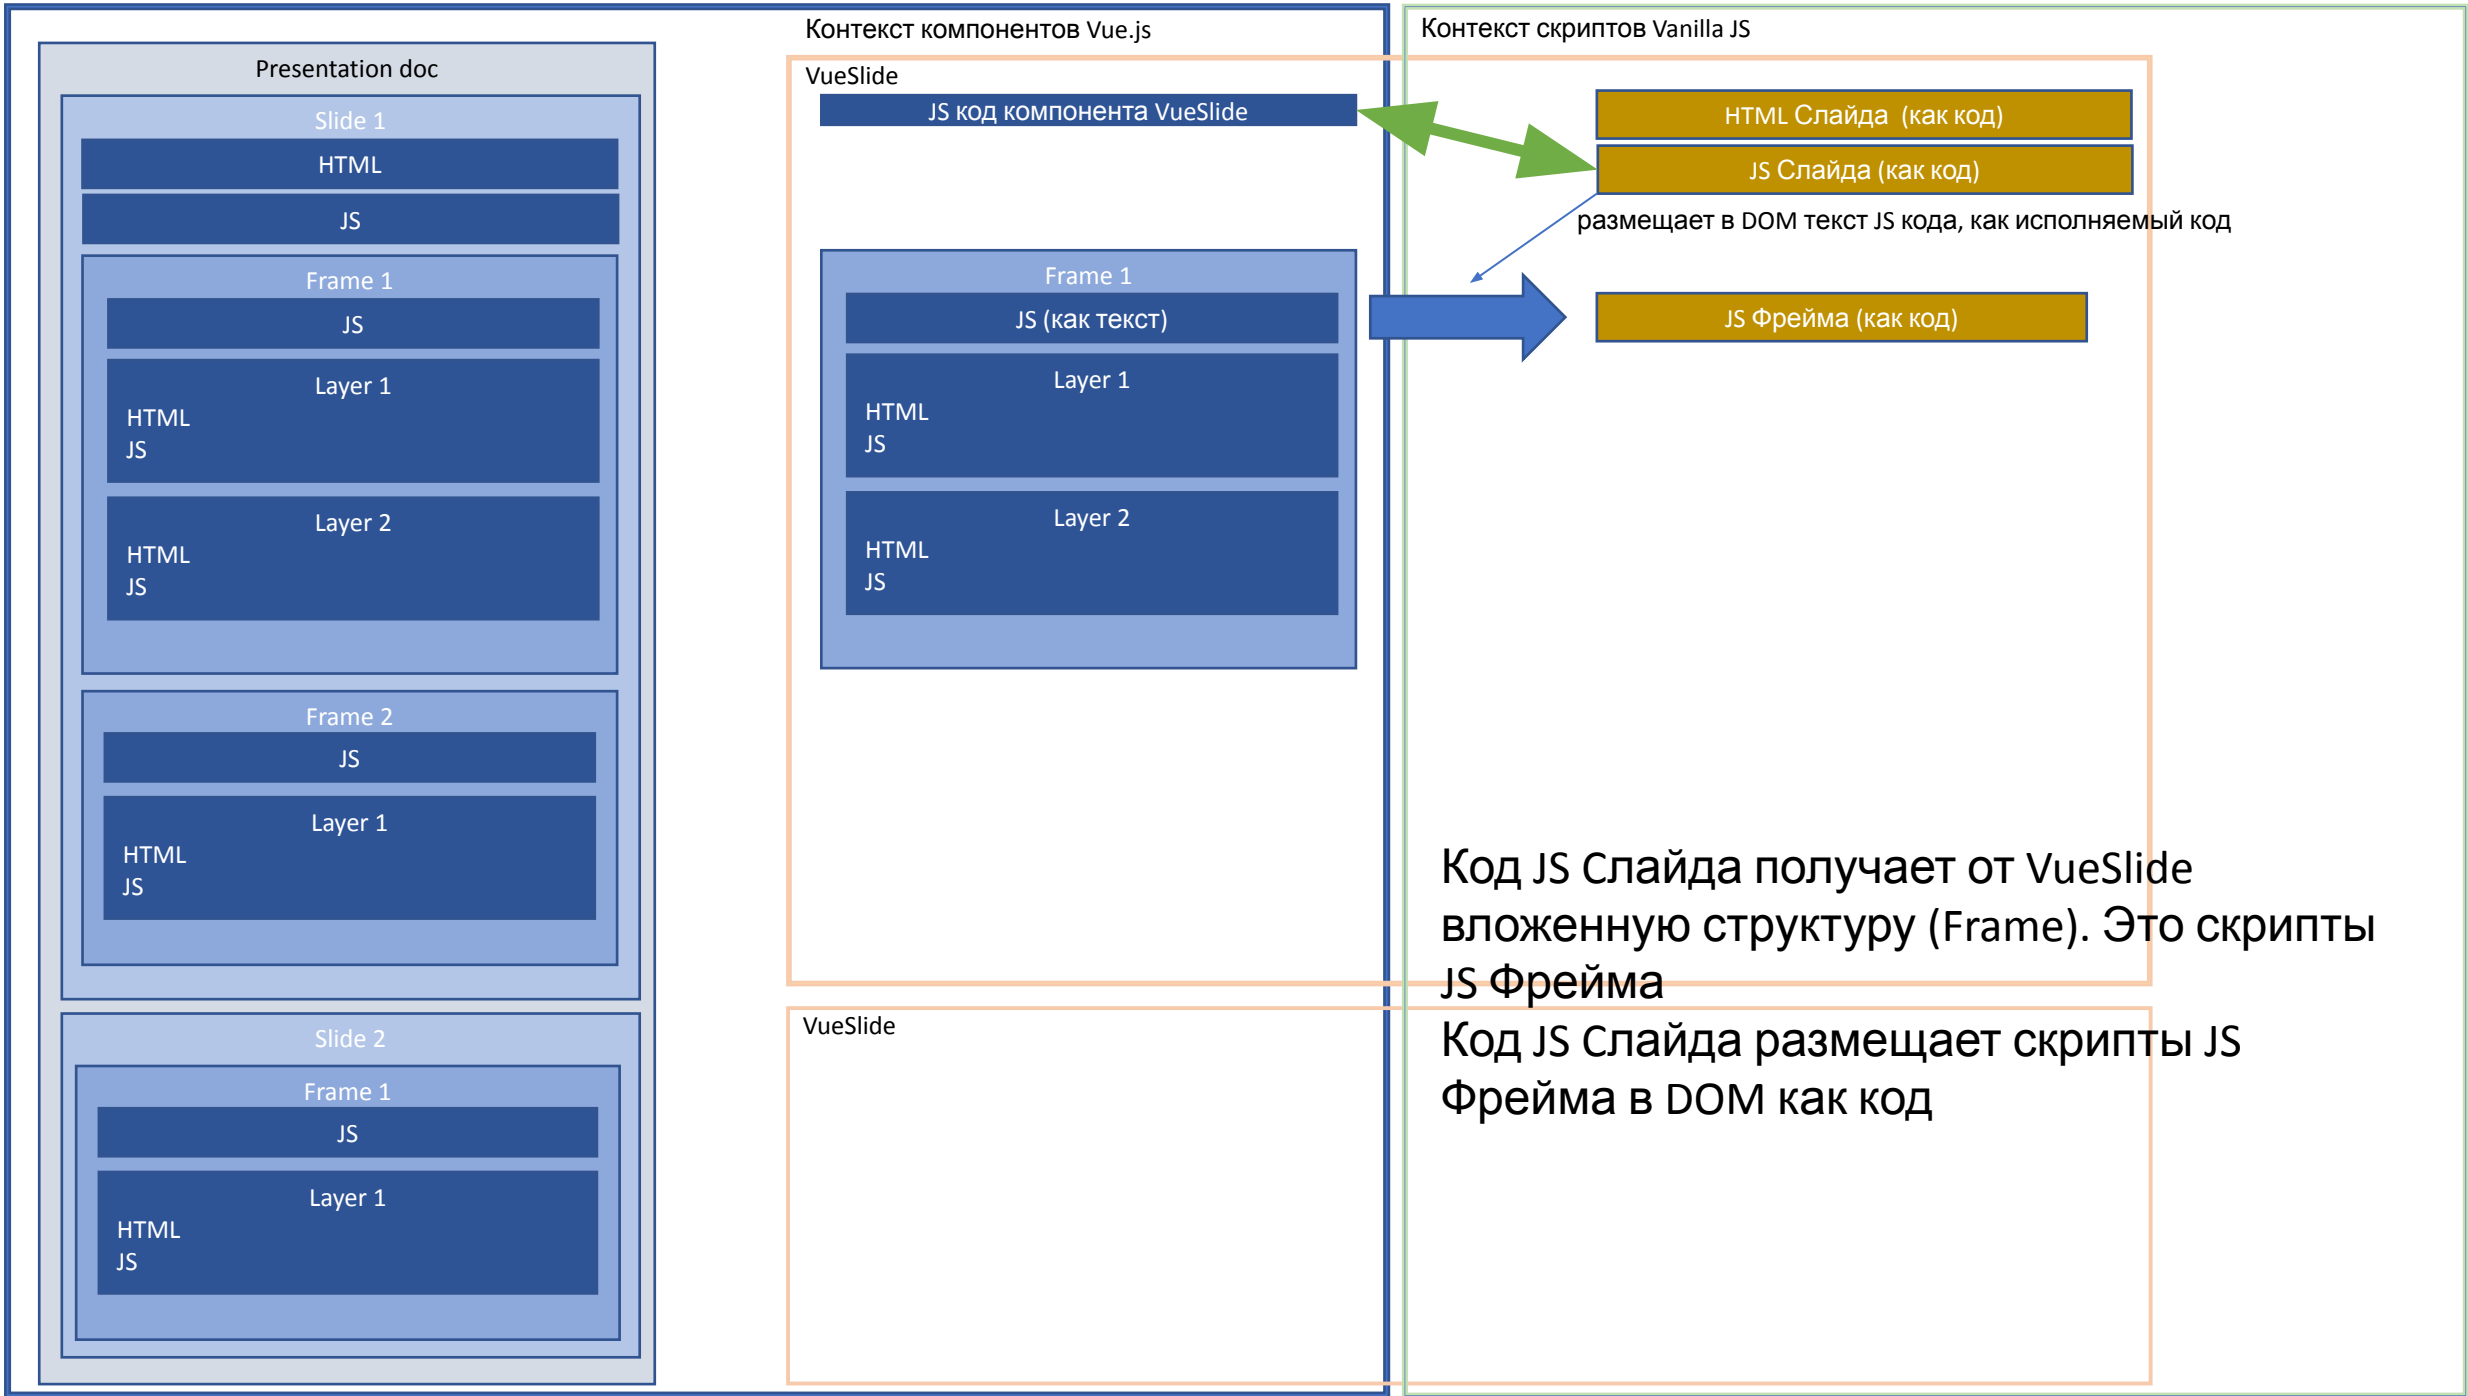 Контекст компонентов Vue.js
Контекст скриптов Vanilla JS
Presentation doc
Slide 1
HTML
JS
Frame 1
JS
Layer 1
HTML
JS
Layer 2
HTML
JS
Frame 2
JS
Layer 1
HTML
JS
Slide 2
Frame 1
JS
Layer 1
HTML
JS
VueSlide
JS код компонента VueSlide
Frame 1
JS (как текст)
Layer 1
HTML
JS
Layer 2
HTML
JS
VueSlide
HTML Слайда (как код)
JS Слайда (как код)
размещает в DOM текст JS кода, как исполняемый код
JS Фрейма (как код)
Код JS Слайда получает от VueSlide
вложенную структуру (Frame). Это скрипты
JS Фрейма
Код JS Слайда размещает скрипты JS
Фрейма в DOM как код